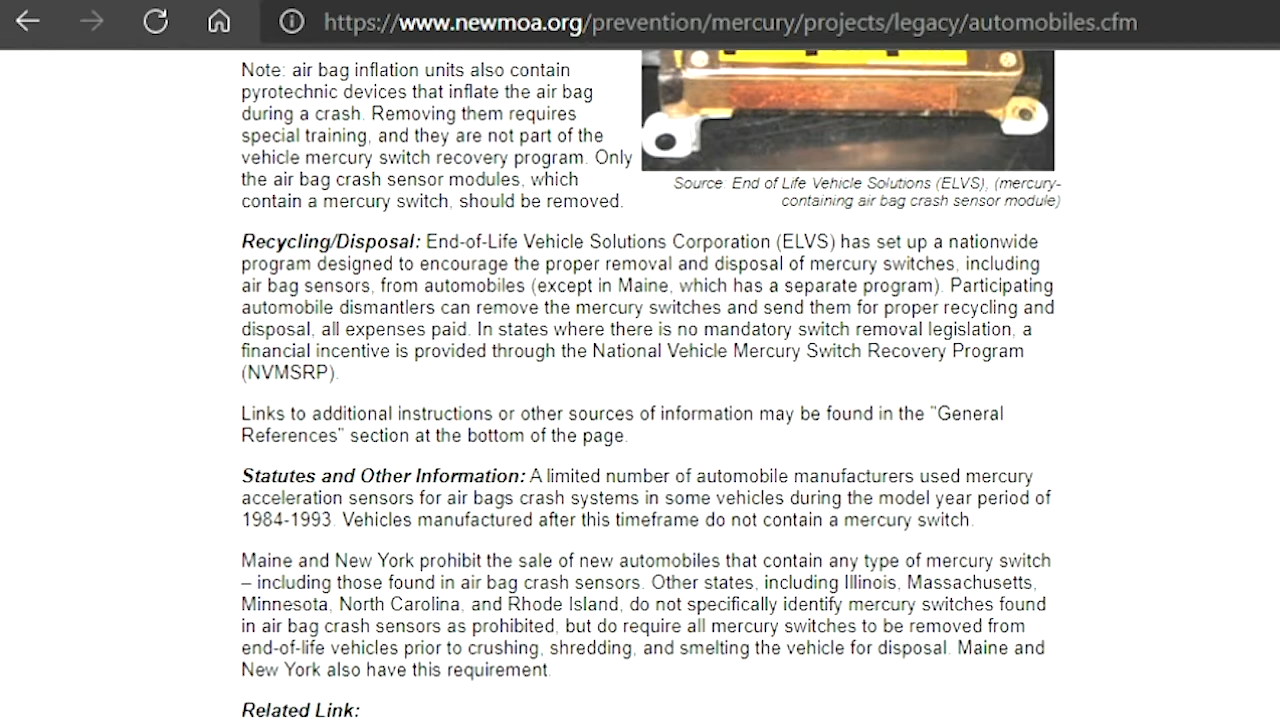 https://www.newmoa.org/prevention/mercury/projects/legacy/automobiles.cfm
Note: air bag inflation units also contain
pyrotechnic devices that inflate the air bag
during a crash. Removing them requires
special training, and they are not part of the
vehicle mercury switch recovery program. Only
the air bag crash sensor modules, which
contain a mercury switch, should be removed.
Source: End of Life Vehicle Solutions (ELVS), (mercury-
containing air bag crash sensor module)
Recycling/Disposal: End-of-Life Vehicle Solutions Corporation (ELVS) has set up a nationwide
program designed to encourage the proper removal and disposal of mercury switches, including
air bag sensors, from automobiles (except in Maine, which has a separate program). Participating
automobile dismantlers can remove the mercury switches and send them for proper recycling and
disposal, all expenses paid. In states where there is no mandatory switch removal legislation, a
financial incentive is provided through the National Vehicle Mercury Switch Recovery Program
(NVMSRP).
Links to additional instructions or other sources of information may be found in the "General
References" section at the bottom of the page.
Statutes and Other Information: A limited number of automobile manufacturers used mercury
acceleration sensors for air bags crash systems in some vehicles during the model year period of
1984-1993. Vehicles manufactured after this timeframe do not contain a mercury switch.
Maine and New York prohibit the sale of new automobiles that contain any type of mercury switch
– including those found in air bag crash sensors. Other states, including Illinois, Massachusetts,
Minnesota, North Carolina, and Rhode Island, do not specifically identify mercury switches found
in air bag crash sensors as prohibited, but do require all mercury switches to be removed from
end-of-life vehicles prior to crushing, shredding, and smelting the vehicle for disposal. Maine and
New York also have this requirement.
Related Link: